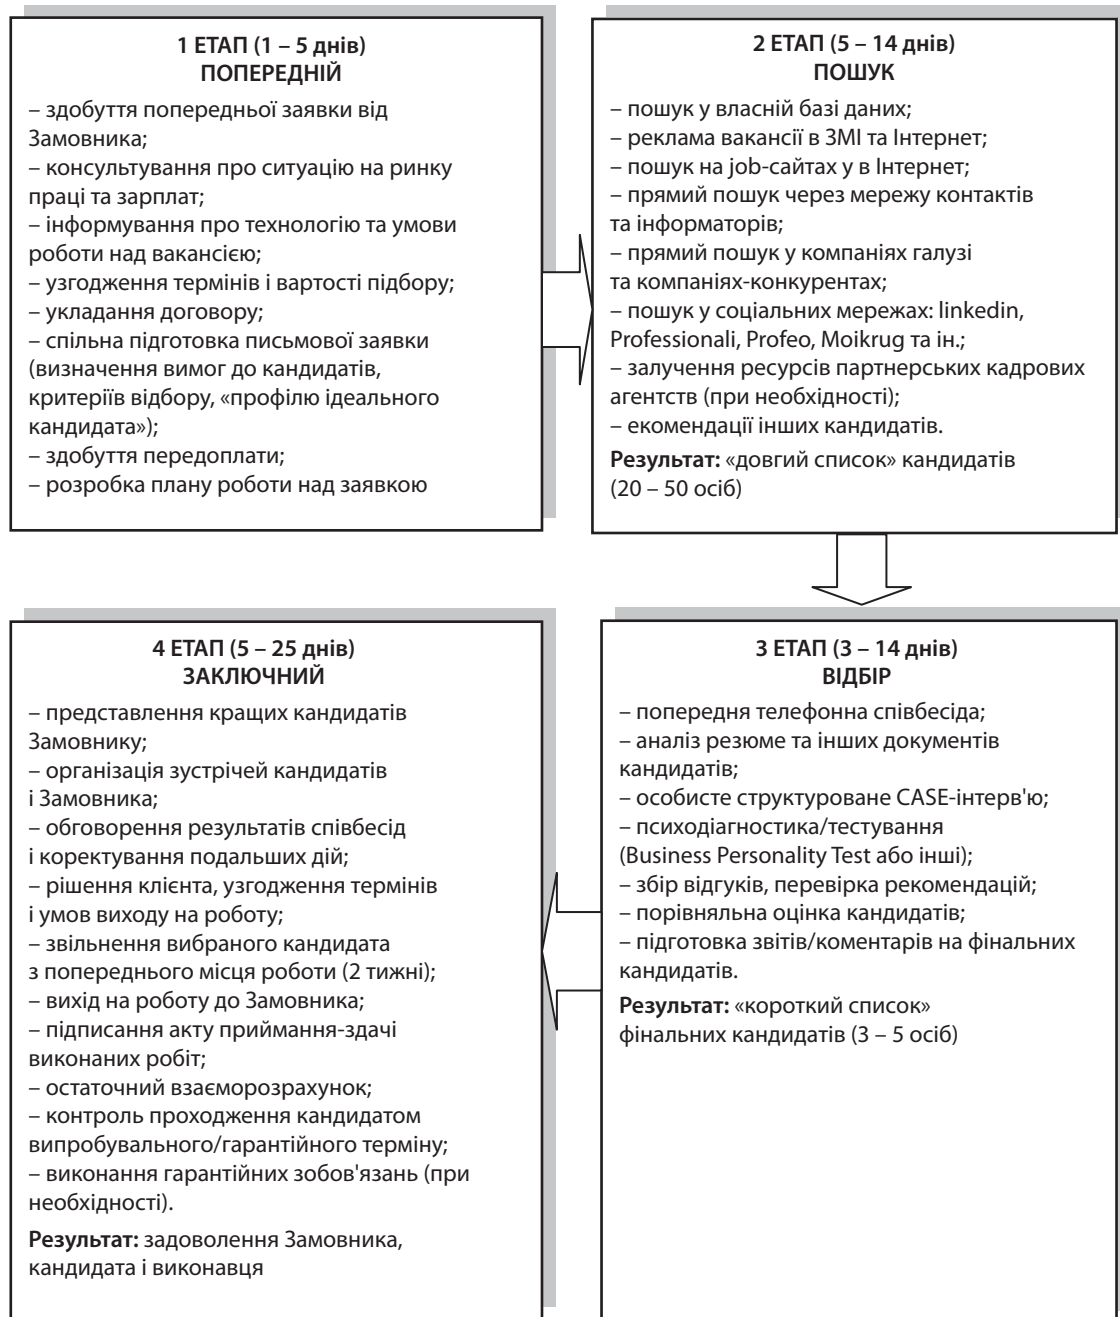 1 ЕТАП (1 – 5 днів)
ПОПЕРЕДНІЙ
– здобуття попередньої заявки від
Замовника;
– консультування про ситуацію на ринку
праці та зарплат;
– інформування про технологію та умови
роботи над вакансією;
– узгодження термінів і вартості підбору;
– укладання договору;
– спільна підготовка письмової заявки
(визначення вимог до кандидатів,
критеріїв відбору, «профілю ідеального
кандидата»);
– здобуття передоплати;
– розробка плану роботи над заявкою
2 ЕТАП (5 – 14 днів)
ПОШУК
– пошук у власній базі даних;
– реклама вакансії в ЗМІ та Інтернет;
– пошук на job-сайтах у в Інтернет;
– прямий пошук через мережу контактів
та інформаторів;
– прямий пошук у компаніях галузі
та компаніях-конкурентах;
– пошук у соціальних мережах: linkedin,
Professionali, Profeo, Moikrug та ін.;
– залучення ресурсів партнерських кадрових
агентств (при необхідності);
– екомендації інших кандидатів.
Результат: «довгий список» кандидатів
(20 – 50 осіб)
3 ЕТАП (3 – 14 днів)
ВІДБІР
– попередня телефонна співбесіда;
– аналіз резюме та інших документів
кандидатів;
– особисте структуроване CASE-інтерв'ю;
– психодіагностика/тестування
(Business Personality Test або інші);
– збір відгуків, перевірка рекомендацій;
– порівняльна оцінка кандидатів;
– підготовка звітів/коментарів на фінальних
кандидатів.
Результат: «короткий список»
фінальних кандидатів (3 – 5 осіб)
4 ЕТАП (5 – 25 днів)
ЗАКЛЮЧНИЙ
– представлення кращих кандидатів
Замовнику;
– організація зустрічей кандидатів
і Замовника;
– обговорення результатів співбесід
і коректування подальших дій;
– рішення клієнта, узгодження термінів
і умов виходу на роботу;
– звільнення вибраного кандидата
з попереднього місця роботи (2 тижні);
– вихід на роботу до Замовника;
– підписання акту приймання-здачі
виконаних робіт;
– остаточний взаєморозрахунок;
– контроль проходження кандидатом
випробувального/гарантійного терміну;
– виконання гарантійних зобов'язань (при
необхідності).
Результат: задоволення Замовника,
кандидата і виконавця